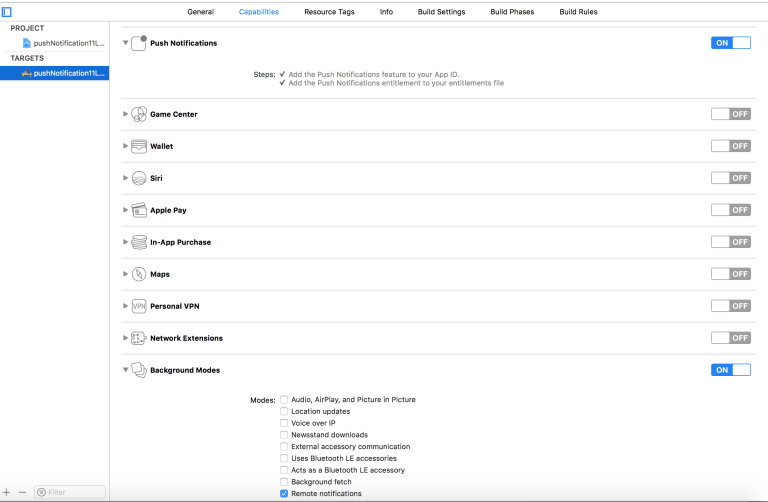 General Capabilities Resource Tags Info Build Settings Build Phases Build Rules
PROJECT
pushNotification11L...
TARGETS
pushNotification11L...
Push Notifications ON
Steps: ✓ Add the Push Notifications feature to your App ID.
✓ Add the Push Notifications entitlement to your entitlements file
Game Center OFF
Wallet OFF
Siri OFF
Apple Pay OFF
In-App Purchase OFF
Maps OFF
VPN Personal VPN OFF
Network Extensions OFF
Background Modes ON
Modes: Audio, AirPlay, and Picture in Picture
Location updates
Voice over IP
Newsstand downloads
External accessory communication
Uses Bluetooth LE accessories
Acts as a Bluetooth LE accessory
Background fetch
Remote notifications
Filter